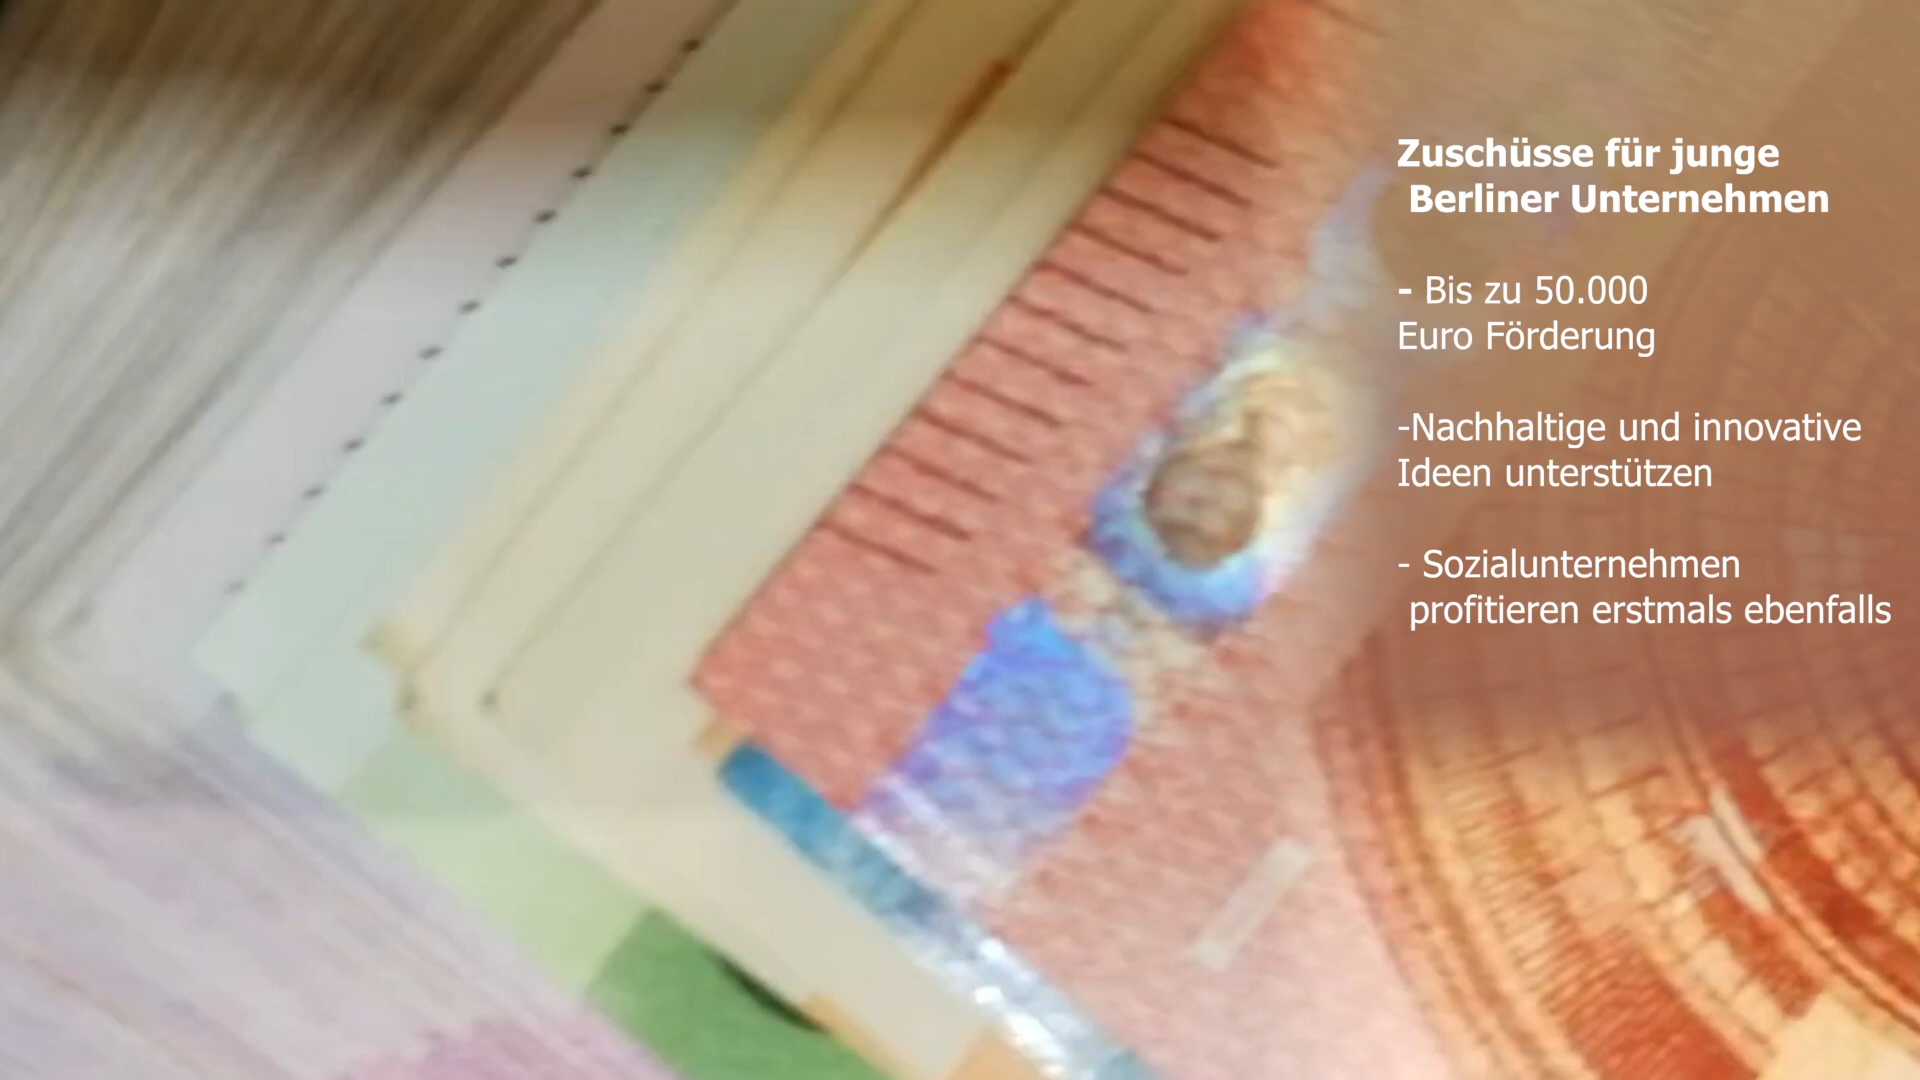 Zuschüsse für junge
Berliner Unternehmen
- Bis zu 50.000
Euro Förderung
-Nachhaltige und innovative
Ideen unterstützen
- Sozialunternehmen
profitieren erstmals ebenfalls